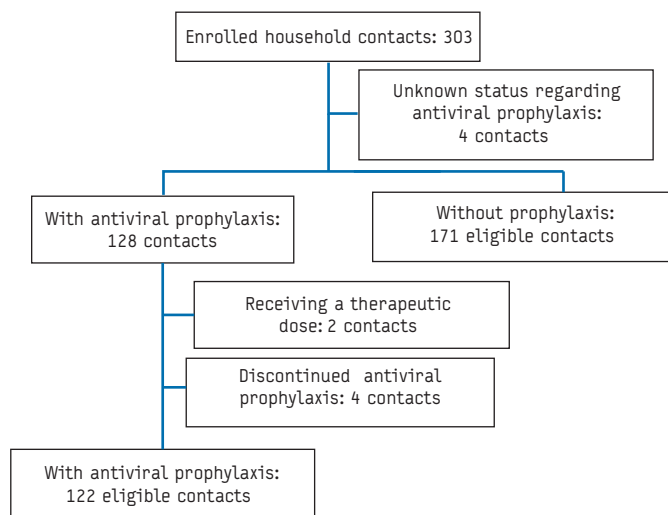 Enrolled household contacts: 303
Unknown status regarding
antiviral prophylaxis:
4 contacts
With antiviral prophylaxis:
128 contacts
Without prophylaxis:
171 eligible contacts
Receiving a therapeutic
dose: 2 contacts
Discontinued antiviral
prophylaxis: 4 contacts
With antiviral prophylaxis:
122 eligible contacts